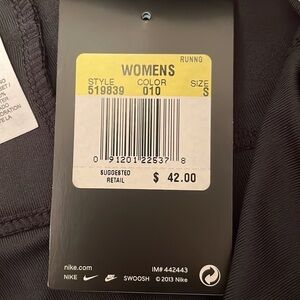 RUNNG
WOMENS
STYLE COLOR SIZE
519839 010 S
0 91201 22537 8
SUGGESTED
RETAIL $ 42.00
nike.com IM# 442443
NIKE SWOOSH © 2013 Nike